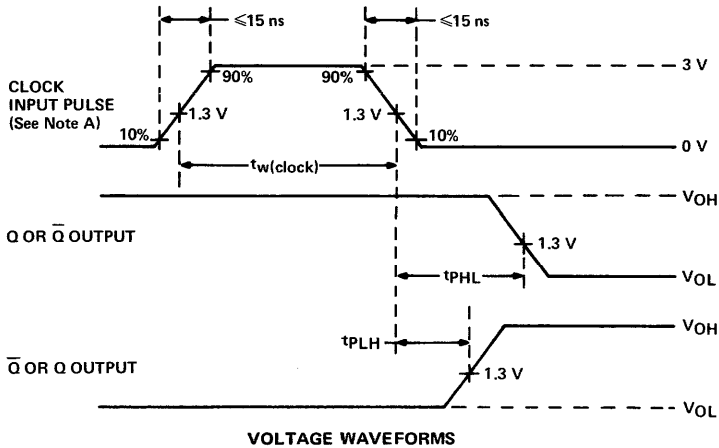 ≤15 ns
≤15 ns
CLOCK
INPUT PULSE
(See Note A)
90%
90%
3 V
1.3 V
1.3 V
10%
10%
0 V
tw(clock)
VOH
Q OR Q̅ OUTPUT
1.3 V
tPHL
VOL
VOH
tPLH
Q̅ OR Q OUTPUT
1.3 V
VOL
VOLTAGE WAVEFORMS